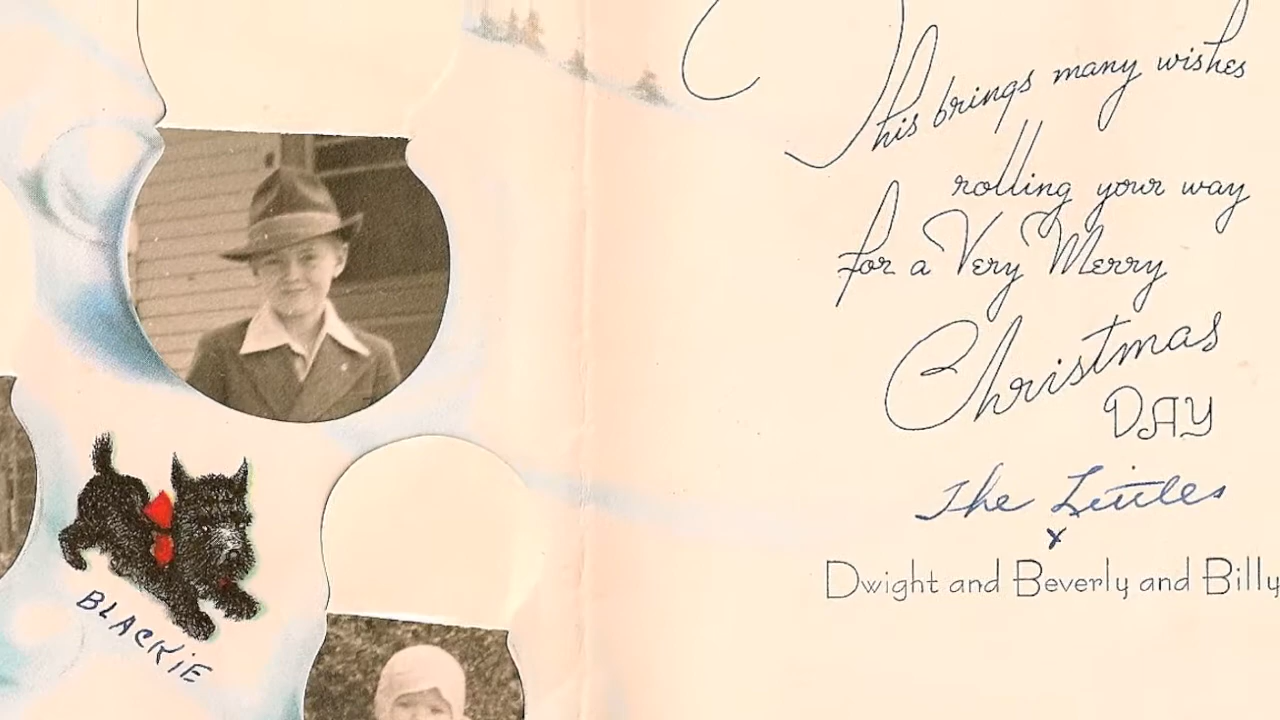 This brings many wishes
rolling your way
for a Very Merry
Christmas
DAY
The Littles
x
Dwight and Beverly and Billy
BLACKiE